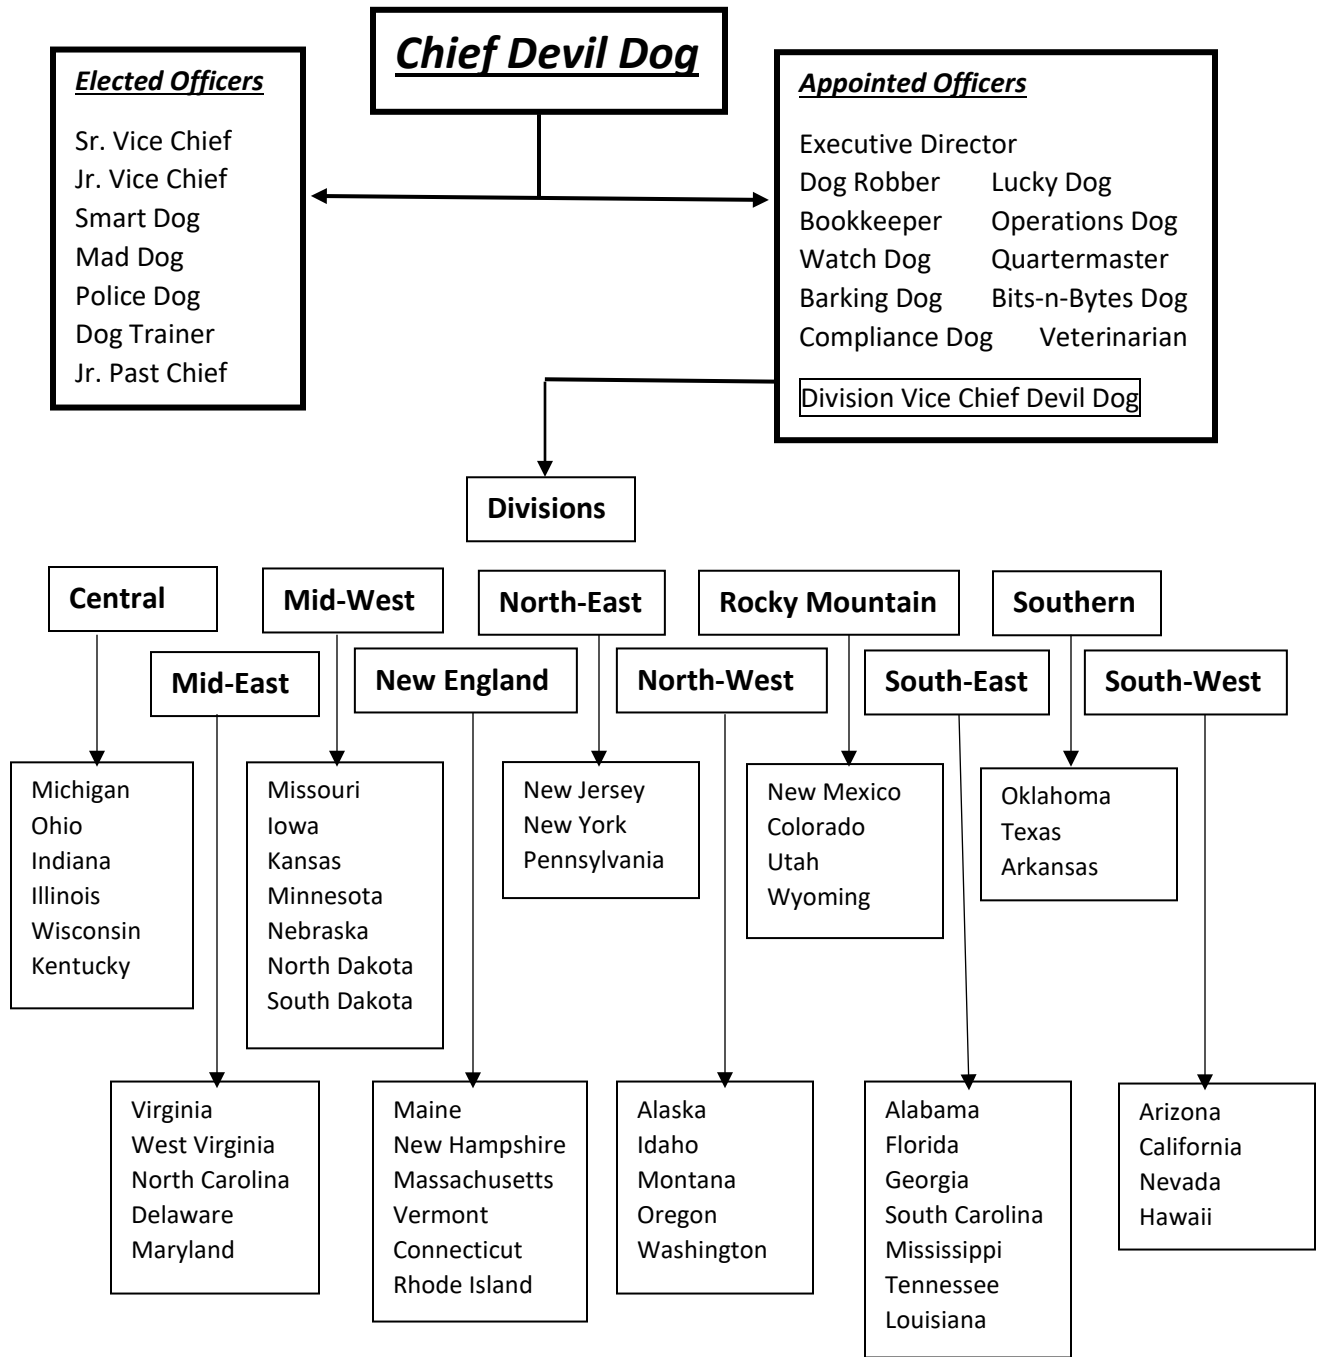 Chief Devil Dog
Elected Officers
Sr. Vice Chief
Jr. Vice Chief
Smart Dog
Mad Dog
Police Dog
Dog Trainer
Jr. Past Chief
Appointed Officers
Executive Director
Dog Robber Lucky Dog
Bookkeeper Operations Dog
Watch Dog Quartermaster
Barking Dog Bits-n-Bytes Dog
Compliance Dog Veterinarian
Division Vice Chief Devil Dog
Divisions
Central
Mid-West
North-East
Rocky Mountain
Southern
Mid-East
New England
North-West
South-East
South-West
Michigan
Ohio
Indiana
Illinois
Wisconsin
Kentucky
Missouri
Iowa
Kansas
Minnesota
Nebraska
North Dakota
South Dakota
New Jersey
New York
Pennsylvania
New Mexico
Colorado
Utah
Wyoming
Oklahoma
Texas
Arkansas
Virginia
West Virginia
North Carolina
Delaware
Maryland
Maine
New Hampshire
Massachusetts
Vermont
Connecticut
Rhode Island
Alaska
Idaho
Montana
Oregon
Washington
Alabama
Florida
Georgia
South Carolina
Mississippi
Tennessee
Louisiana
Arizona
California
Nevada
Hawaii